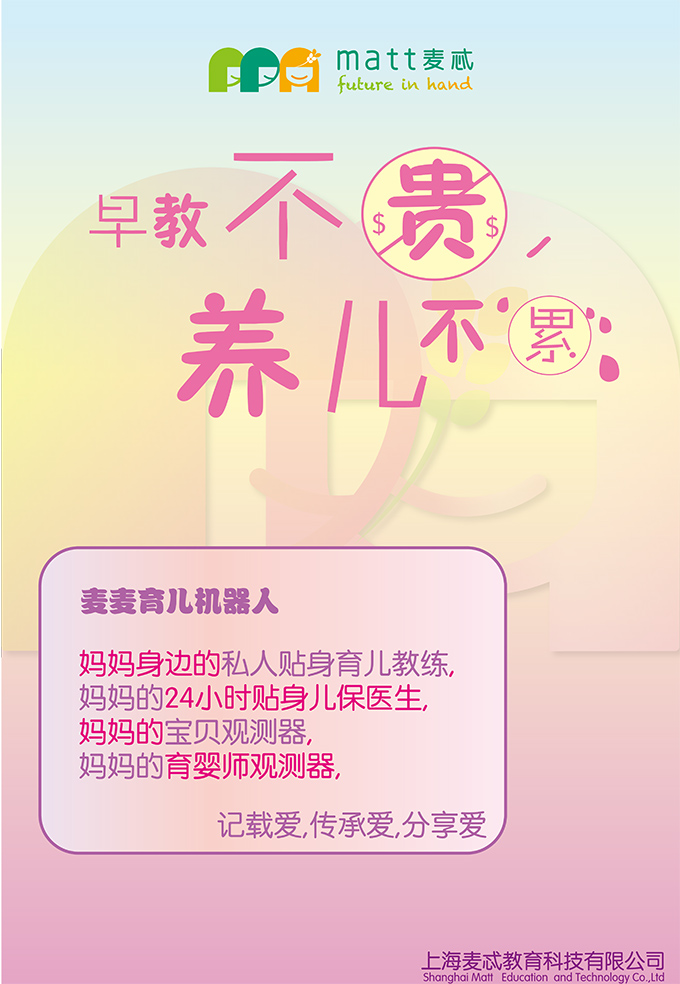 matt麦忒
future in hand
早教不贵
$ $
养儿不累
麦麦育儿机器人
妈妈身边的私人贴身育儿教练,
妈妈的24小时贴身儿保医生,
妈妈的宝贝观测器,
妈妈的育婴师观测器,
记载爱,传承爱,分享爱
上海麦忒教育科技有限公司
Shanghai Matt Education and Technology Co.,Ltd